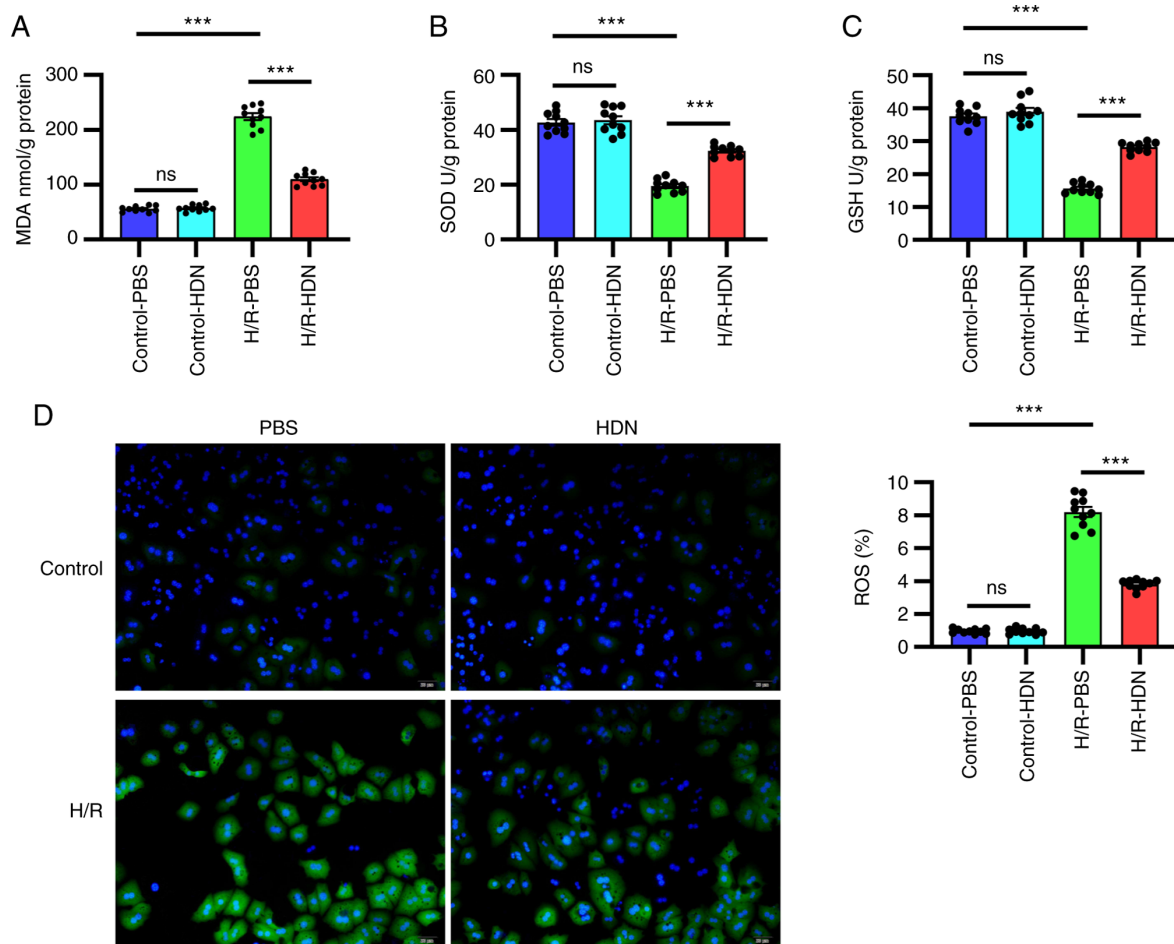 A
***
***
ns
MDA nmol/g protein
300
200
100
0
Control-PBS
Control-HDN
H/R-PBS
H/R-HDN
B
***
ns
***
SOD U/g protein
60
40
20
0
Control-PBS
Control-HDN
H/R-PBS
H/R-HDN
C
***
ns
***
GSH U/g protein
50
40
30
20
10
0
Control-PBS
Control-HDN
H/R-PBS
H/R-HDN
D
PBS
HDN
Control
H/R
***
***
ns
ROS (%)
10
8
6
4
2
0
Control-PBS
Control-HDN
H/R-PBS
H/R-HDN